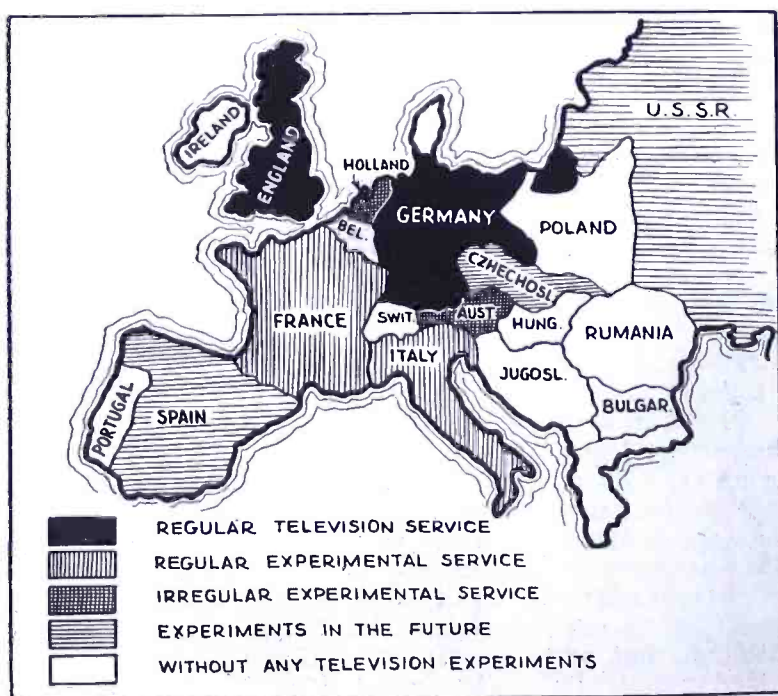 U.S.S.R.
IRELAND
ENGLAND
HOLLAND
GERMANY
BEL.
POLAND
CZHECHOSL.
FRANCE
SWIT.
AUST.
HUNG.
RUMANIA
ITALY
JUGOSL.
BULGAR.
PORTUGAL
SPAIN
REGULAR TELEVISION SERVICE
REGULAR EXPERIMENTAL SERVICE
IRREGULAR EXPERIMENTAL SERVICE
EXPERIMENTS IN THE FUTURE
WITHOUT ANY TELEVISION EXPERIMENTS